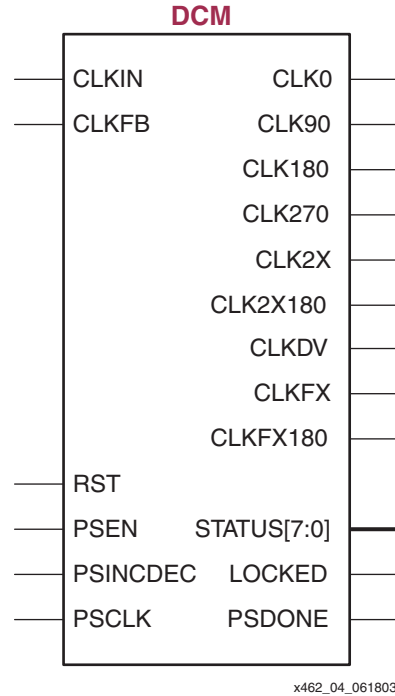 DCM
CLKIN CLK0
CLKFB CLK90
CLK180
CLK270
CLK2X
CLK2X180
CLKDV
CLKFX
CLKFX180
RST
PSEN STATUS[7:0]
PSINCDEC LOCKED
PSCLK PSDONE
x462_04_061803